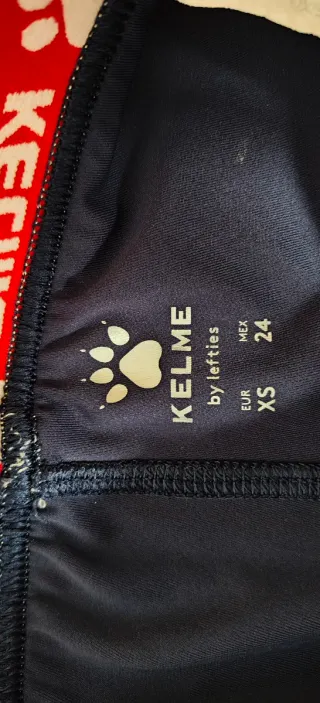 KELME
by lefties
EUR MEX
XS 24